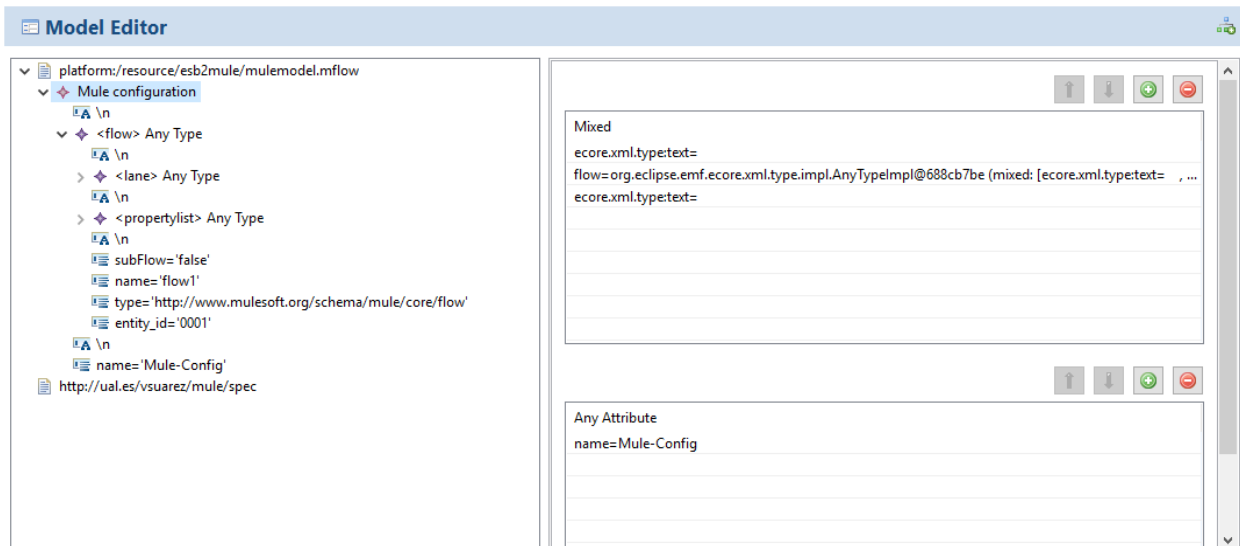 Model Editor
platform:/resource/esb2mule/mulemodel.mflow
Mule configuration
\n
<flow> Any Type
\n
<lane> Any Type
\n
<propertylist> Any Type
\n
subFlow='false'
name='flow1'
type='http://www.mulesoft.org/schema/mule/core/flow'
entity_id='0001'
\n
name='Mule-Config'
http://ual.es/vsuarez/mule/spec
Mixed
ecore.xml.type:text=
flow=org.eclipse.emf.ecore.xml.type.impl.AnyTypeImpl@688cb7be (mixed: [ecore.xml.type:text= , ...
ecore.xml.type:text=
Any Attribute
name=Mule-Config